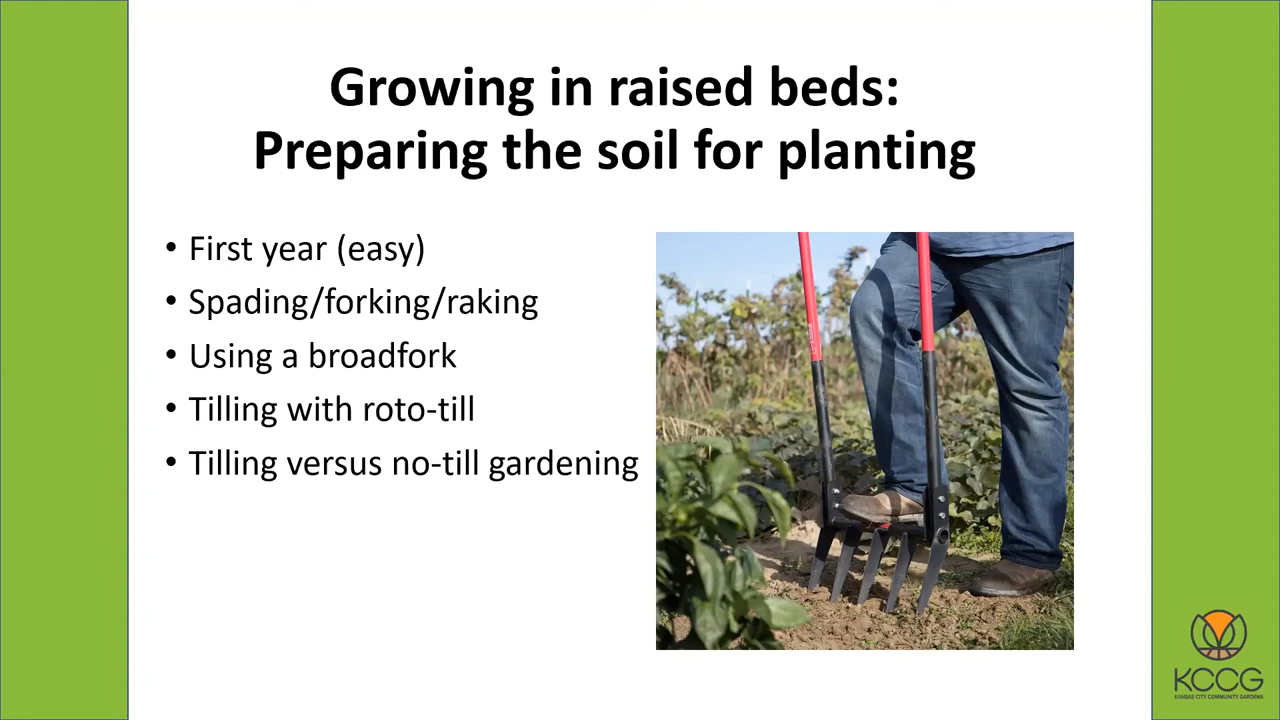 Growing in raised beds:
Preparing the soil for planting
• First year (easy)
• Spading/forking/raking
• Using a broadfork
• Tilling with roto-till
• Tilling versus no-till gardening
KCCG
KANSAS CITY COMMUNITY GARDENS